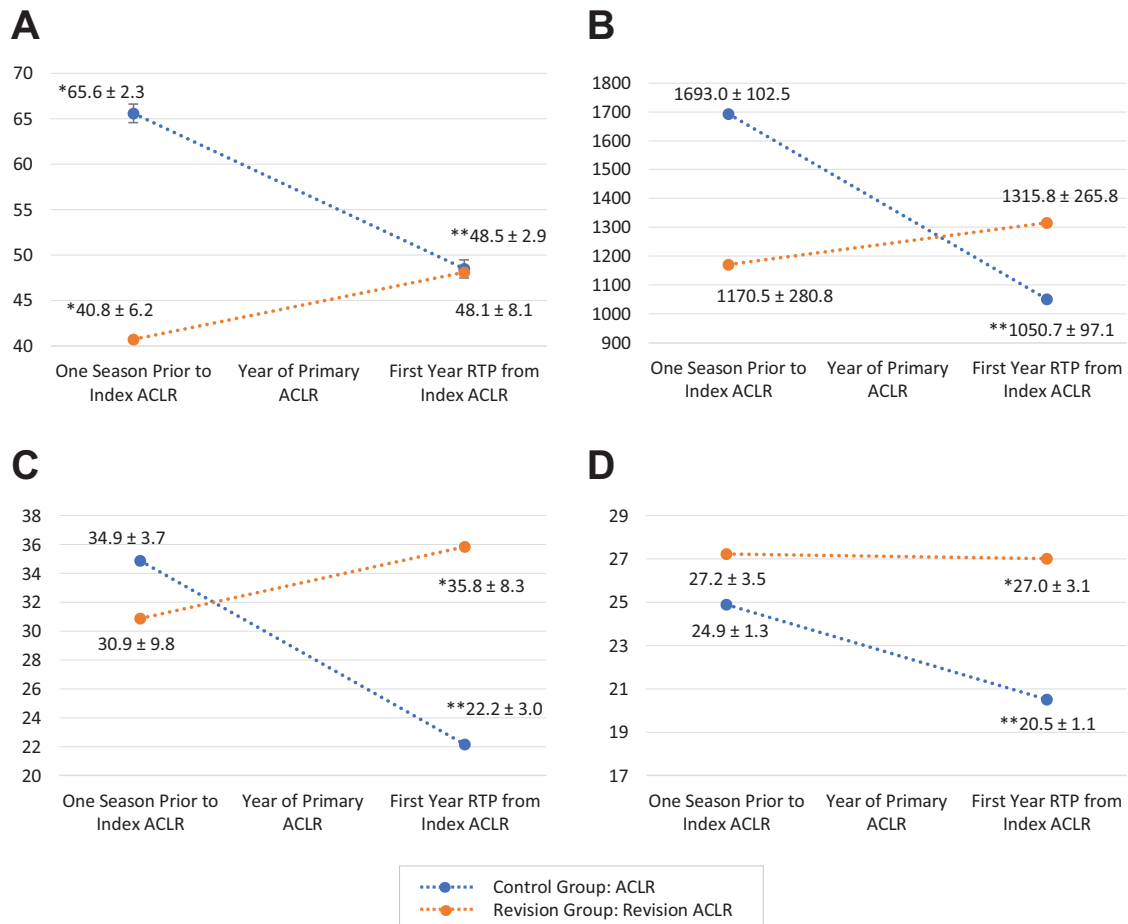 A
70
65
60
55
50
45
40
*65.6 ± 2.3
**48.5 ± 2.9
*40.8 ± 6.2
48.1 ± 8.1
One Season Prior to
Index ACLR
Year of Primary
ACLR
First Year RTP from
Index ACLR
B
1800
1700
1600
1500
1400
1300
1200
1100
1000
900
1693.0 ± 102.5
1315.8 ± 265.8
1170.5 ± 280.8
**1050.7 ± 97.1
One Season Prior to
Index ACLR
Year of Primary
ACLR
First Year RTP from
Index ACLR
C
38
36
34
32
30
28
26
24
22
20
34.9 ± 3.7
*35.8 ± 8.3
30.9 ± 9.8
**22.2 ± 3.0
One Season Prior to
Index ACLR
Year of Primary
ACLR
First Year RTP from
Index ACLR
D
29
27
25
23
21
19
17
27.2 ± 3.5
*27.0 ± 3.1
24.9 ± 1.3
**20.5 ± 1.1
One Season Prior to
Index ACLR
Year of Primary
ACLR
First Year RTP from
Index ACLR
Control Group: ACLR
Revision Group: Revision ACLR